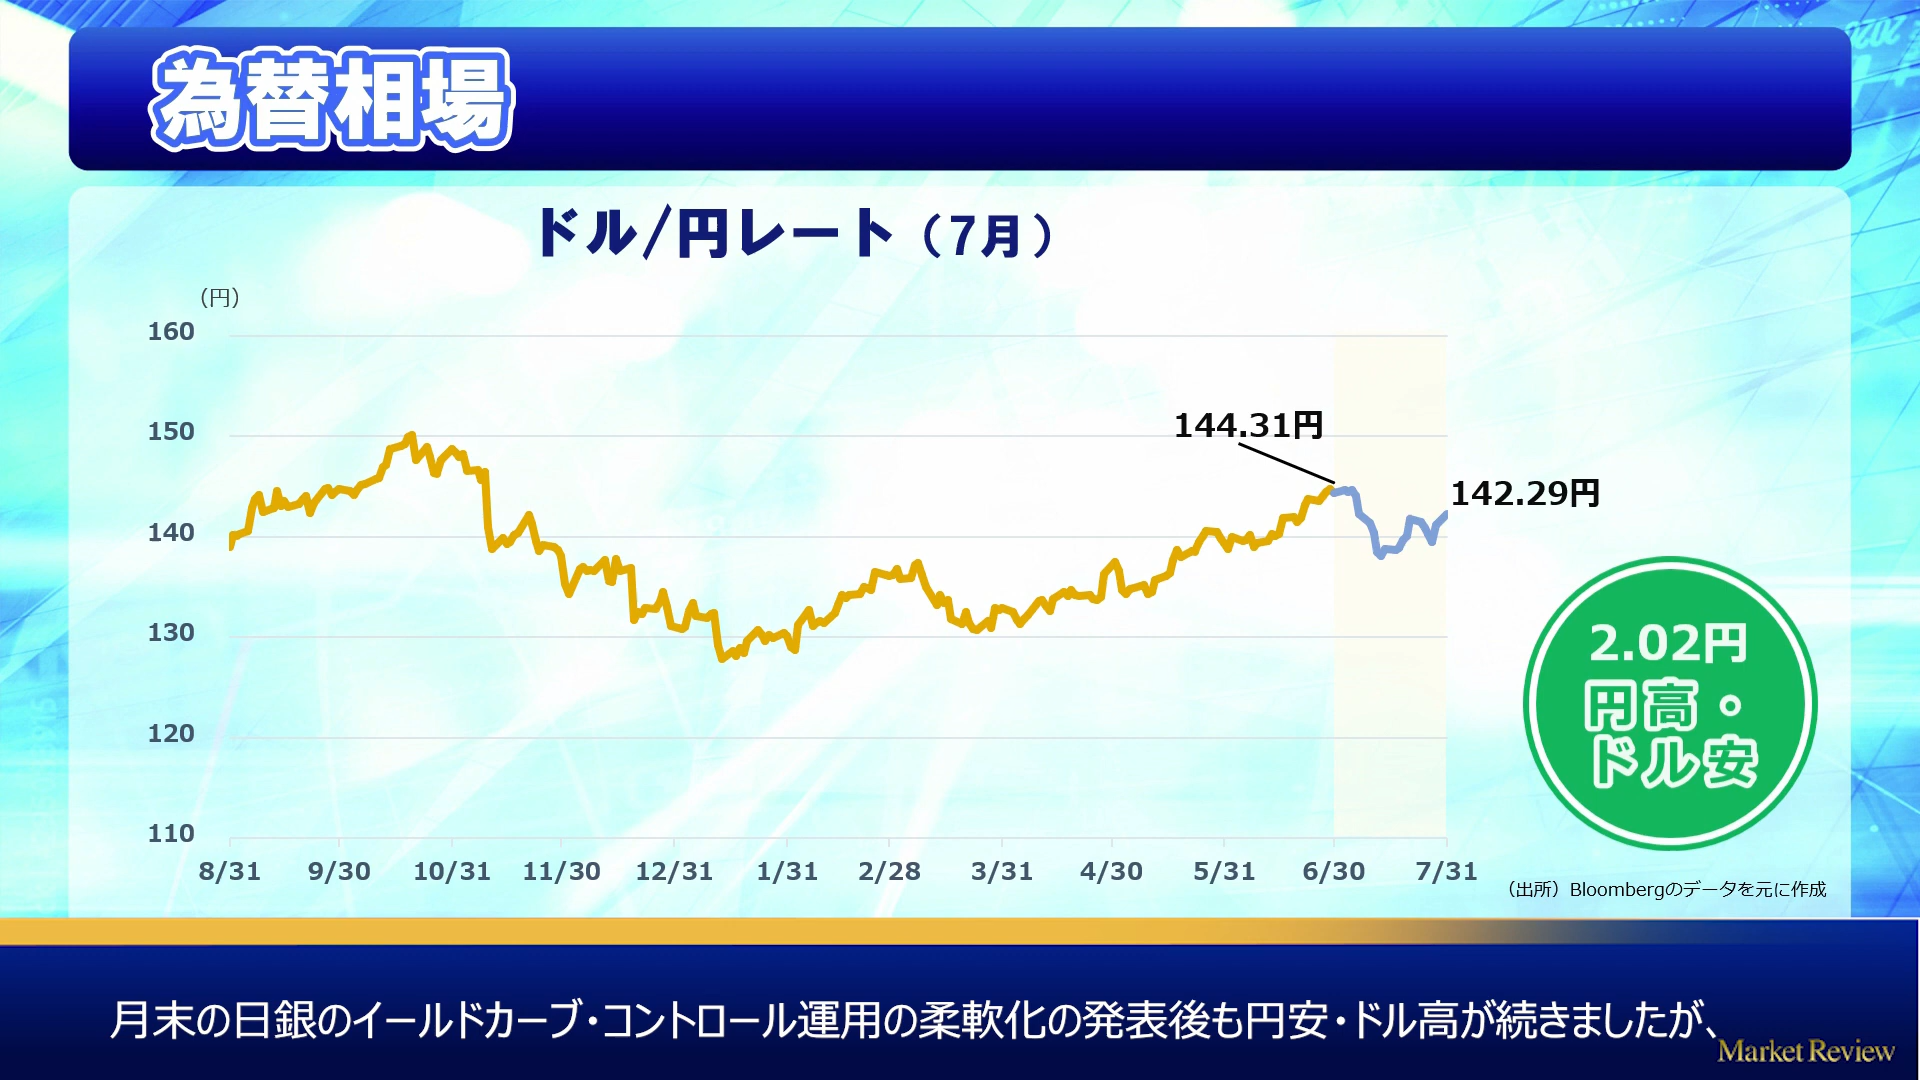 為替相場
ドル/円レート（7月）
（円）
160
150
140
130
120
110
144.31円
142.29円
8/31 9/30 10/31 11/30 12/31 1/31 2/28 3/31 4/30 5/31 6/30 7/31
2.02円
円高・
ドル安
（出所）Bloombergのデータを元に作成
月末の日銀のイールドカーブ・コントロール運用の柔軟化の発表後も円安・ドル高が続きましたが、
Market Review